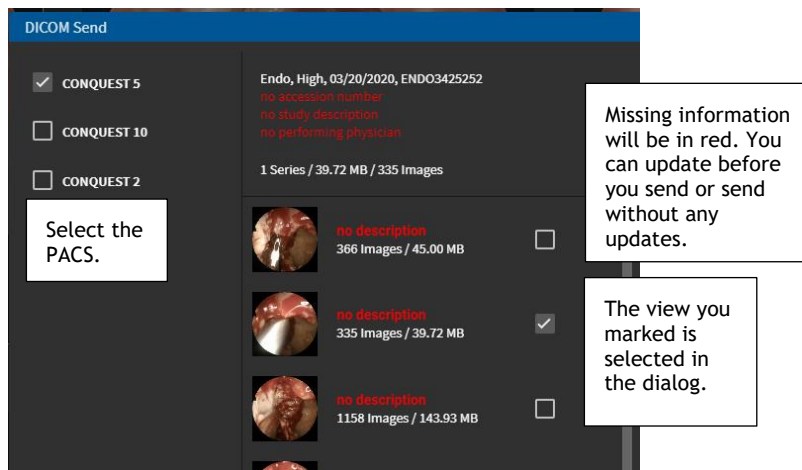 DICOM Send
CONQUEST 5
CONQUEST 10
CONQUEST 2
Select the
PACS.
Endo, High, 03/20/2020, ENDO3425252
no accession number
no study description
no performing physician
1 Series / 39.72 MB / 335 Images
no description
366 Images / 45.00 MB
no description
335 Images / 39.72 MB
no description
1158 Images / 143.93 MB
Missing information
will be in red. You
can update before
you send or send
without any
updates.
The view you
marked is
selected in
the dialog.